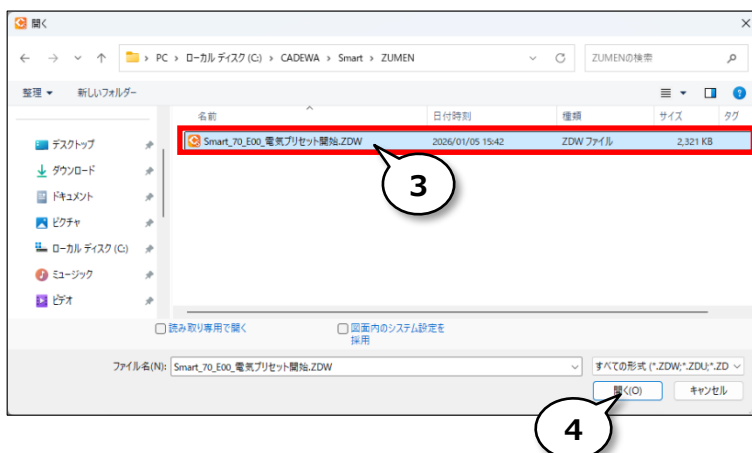 開く
PC › ローカル ディスク (C:) › CADEWA › Smart › ZUMEN
ZUMENの検索
整理 新しいフォルダー
名前 日付時刻 種類 サイズ タグ
Smart_70_E00_電気プリセット開始.ZDW 2026/01/05 15:42 ZDW ファイル 2,321 KB
デスクトップ
ダウンロード
ドキュメント
ピクチャ
ローカル ディスク (C:)
ミュージック
ビデオ
3
読み取り専用で開く 図面内のシステム設定を
採用
ファイル名(N): Smart_70_E00_電気プリセット開始.ZDW すべての形式 (*.ZDW;*.ZDU;*.ZD
開く(O) キャンセル
4